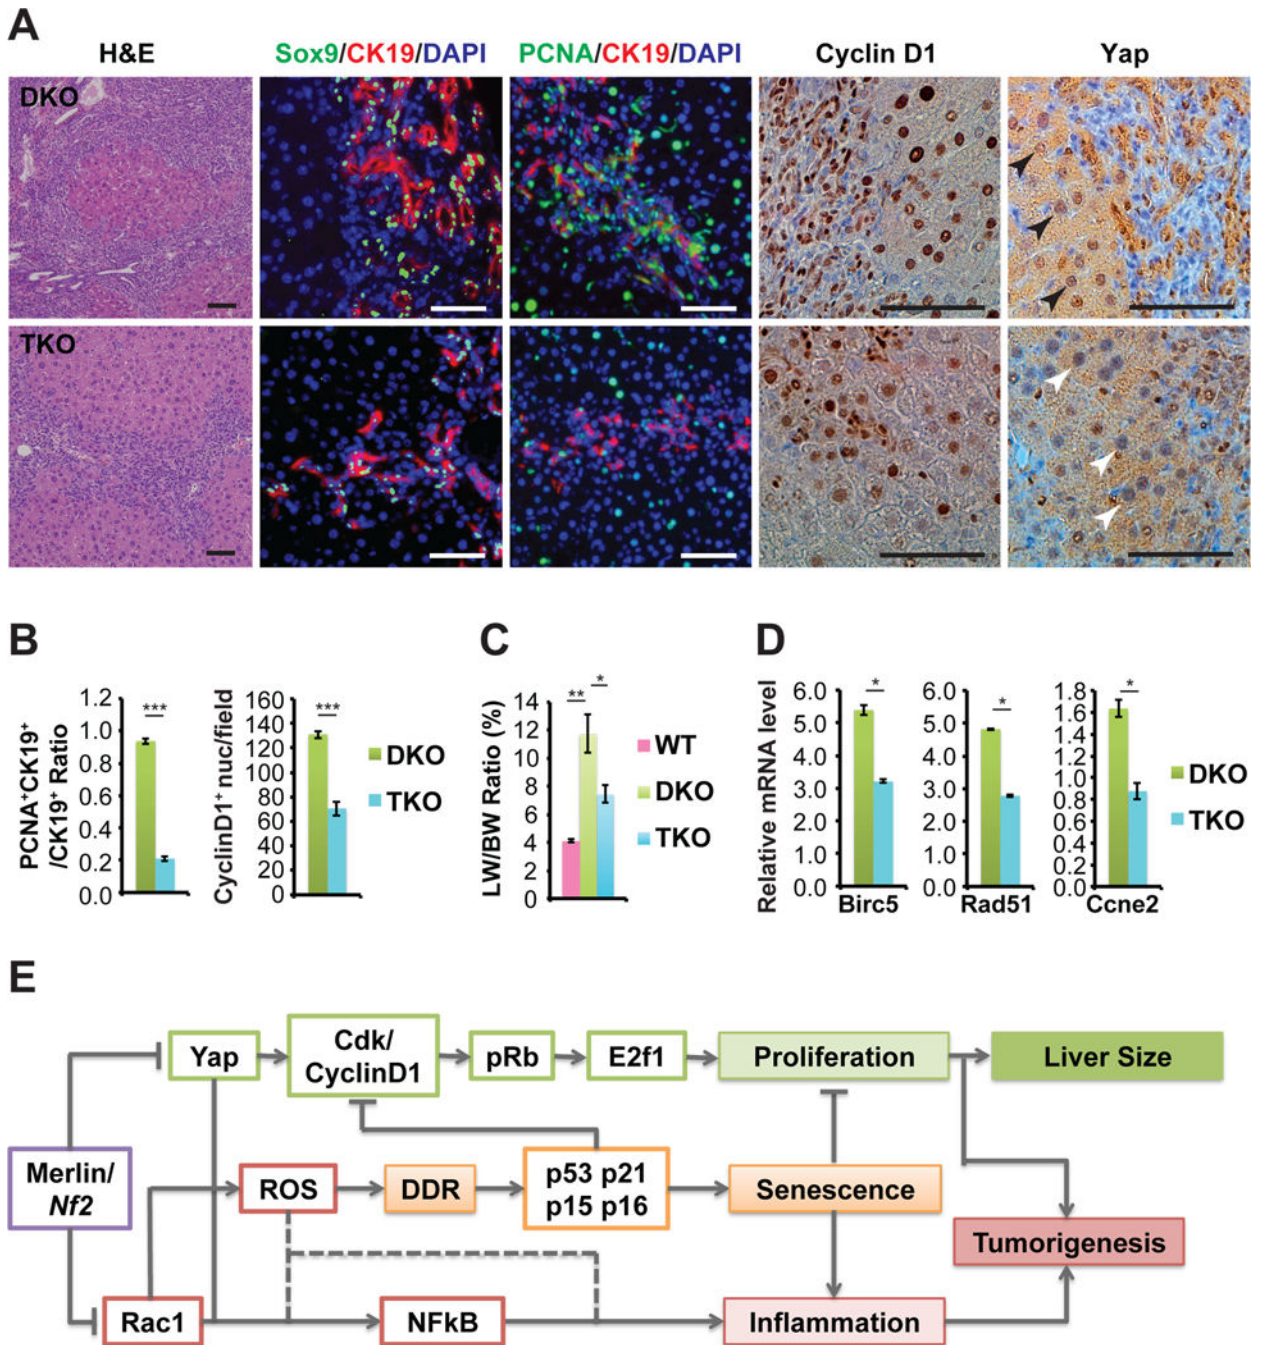 A
H&E Sox9/CK19/DAPI PCNA/CK19/DAPI Cyclin D1 Yap
DKO
TKO
B
PCNA⁺CK19⁺
/CK19⁺ Ratio
1.2
1.0
0.8
0.6
0.4
0.2
0.0
***
CyclinD1⁺ nuc/field
160
140
120
100
80
60
40
20
0
***
DKO
TKO
C
LW/BW Ratio (%)
14
12
10
8
6
4
2
0
** *
WT
DKO
TKO
D
Relative mRNA level
6.0
5.0
4.0
3.0
2.0
1.0
0.0
*
Birc5
6.0
5.0
4.0
3.0
2.0
1.0
0.0
*
Rad51
1.8
1.6
1.4
1.2
1.0
0.8
0.6
0.4
0.2
0.0
*
Ccne2
DKO
TKO
E
Yap
Cdk/
CyclinD1
pRb
E2f1
Proliferation
Liver Size
Merlin/
Nf2
ROS
DDR
p53 p21
p15 p16
Senescence
Tumorigenesis
Rac1
NFkB
Inflammation